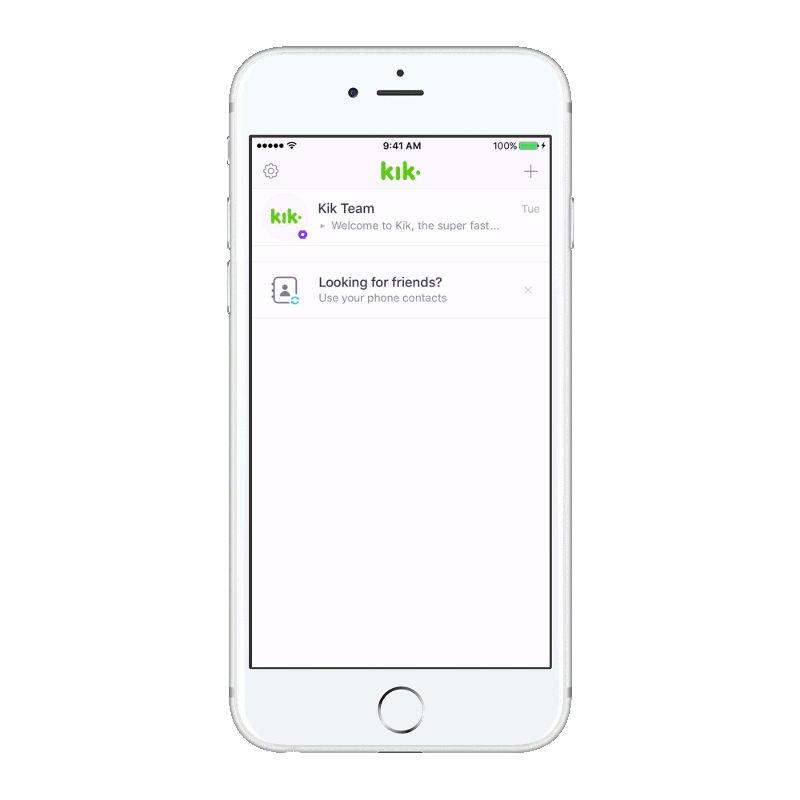 9:41 AM
100%
kik.
kik.
Kik Team
Tue
Welcome to Kik, the super fast...
Looking for friends?
Use your phone contacts